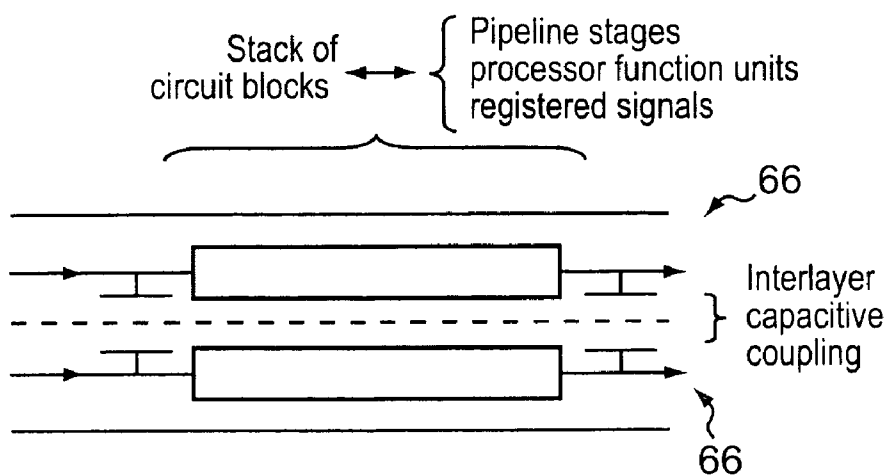 Stack of
circuit blocks
Pipeline stages
processor function units
registered signals
66
Interlayer
capacitive
coupling
66